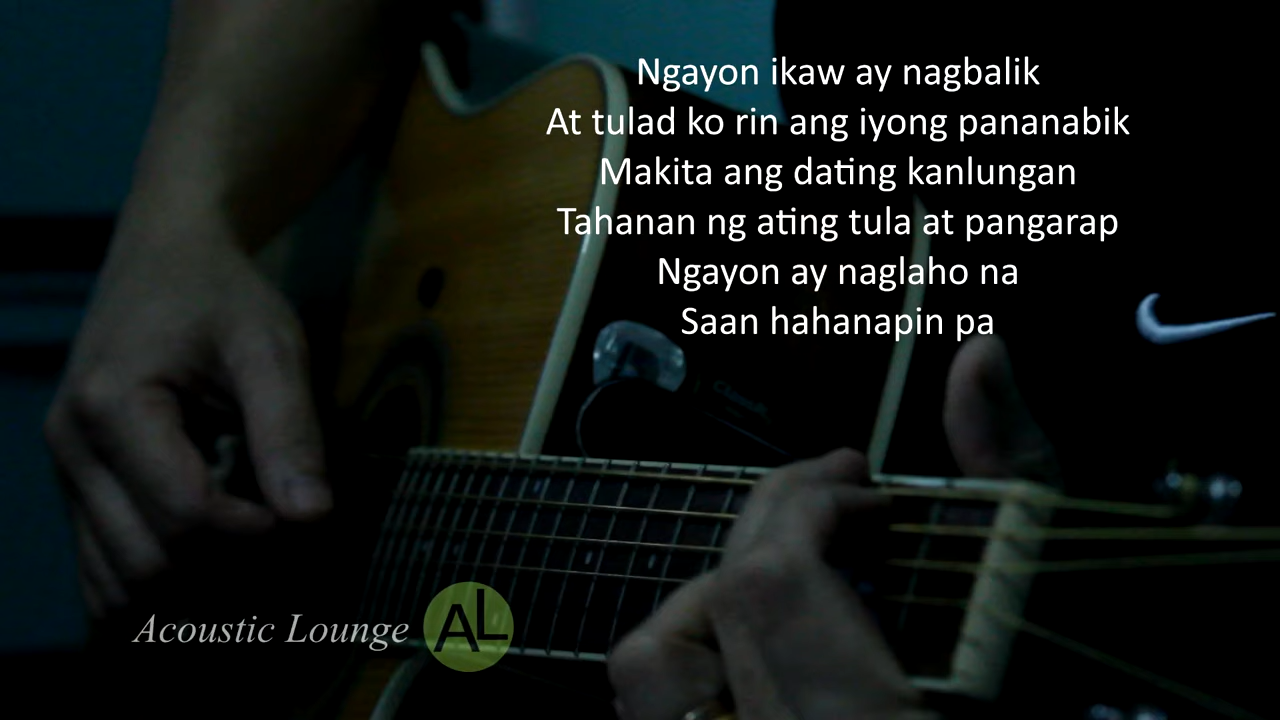 Ngayon ikaw ay nagbalik
At tulad ko rin ang iyong pananabik
Makita ang dating kanlungan
Tahanan ng ating tula at pangarap
Ngayon ay naglaho na
Saan hahanapin pa
Acoustic Lounge AL